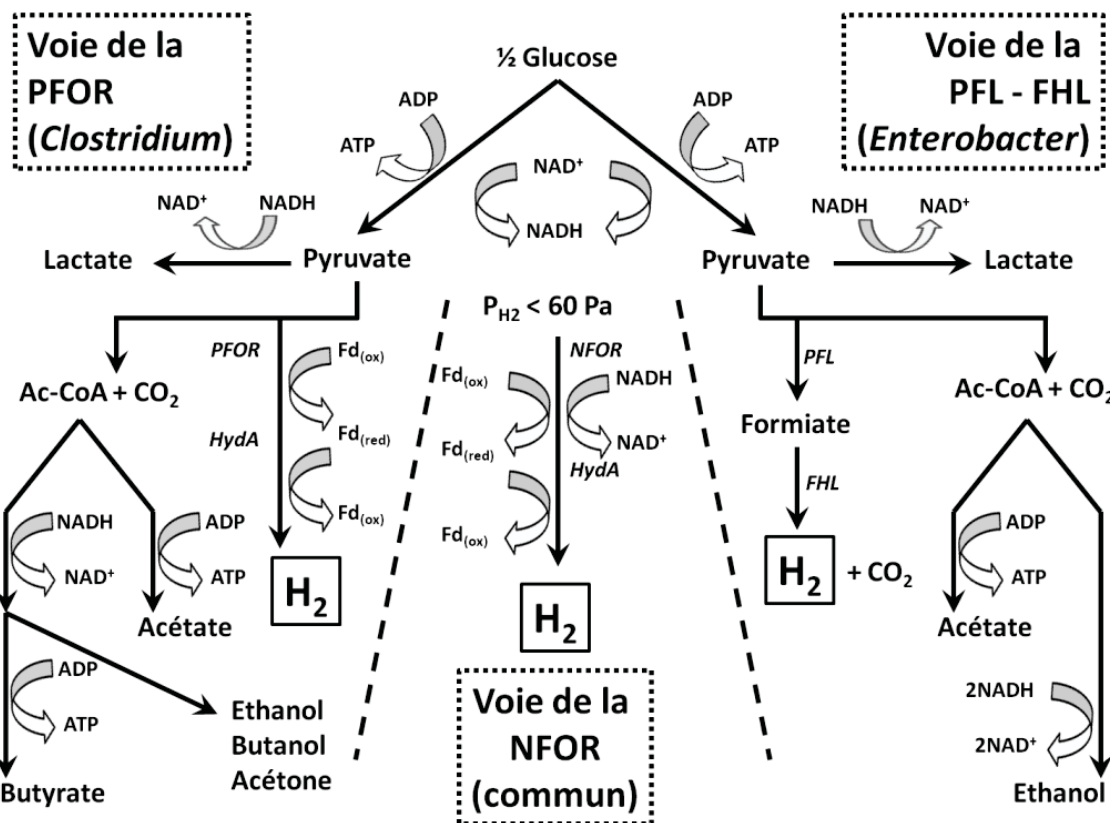 Voie de la
PFOR
(Clostridium)
½ Glucose
Voie de la
PFL - FHL
(Enterobacter)
ADP
ATP
ADP
ATP
NAD⁺
NADH
NAD⁺
NADH
NADH
NAD⁺
Lactate
Pyruvate
Pyruvate
Lactate
P_H2 < 60 Pa
PFOR
Fd(ox)
HydA
Fd(red)
Fd(ox)
H₂
Ac-CoA + CO₂
NADH
NAD⁺
ADP
ATP
Acétate
ADP
ATP
Butyrate
Ethanol
Butanol
Acétone
NFOR
Fd(ox)
NADH
Fd(red)
NAD⁺
HydA
Fd(ox)
H₂
Voie de la
NFOR
(commun)
PFL
Formiate
FHL
H₂ + CO₂
Ac-CoA + CO₂
ADP
ATP
Acétate
2NADH
2NAD⁺
Ethanol